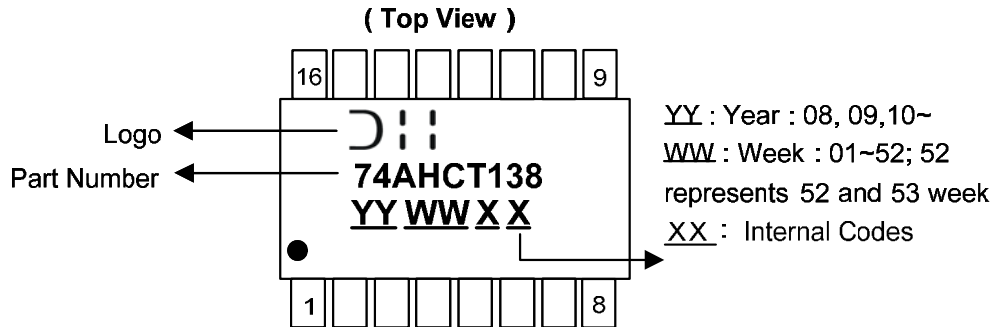 ( Top View )
16 9
Logo
Part Number
74AHCT138
YY WW X X
1 8
YY : Year : 08, 09,10~
WW : Week : 01~52; 52
represents 52 and 53 week
XX : Internal Codes